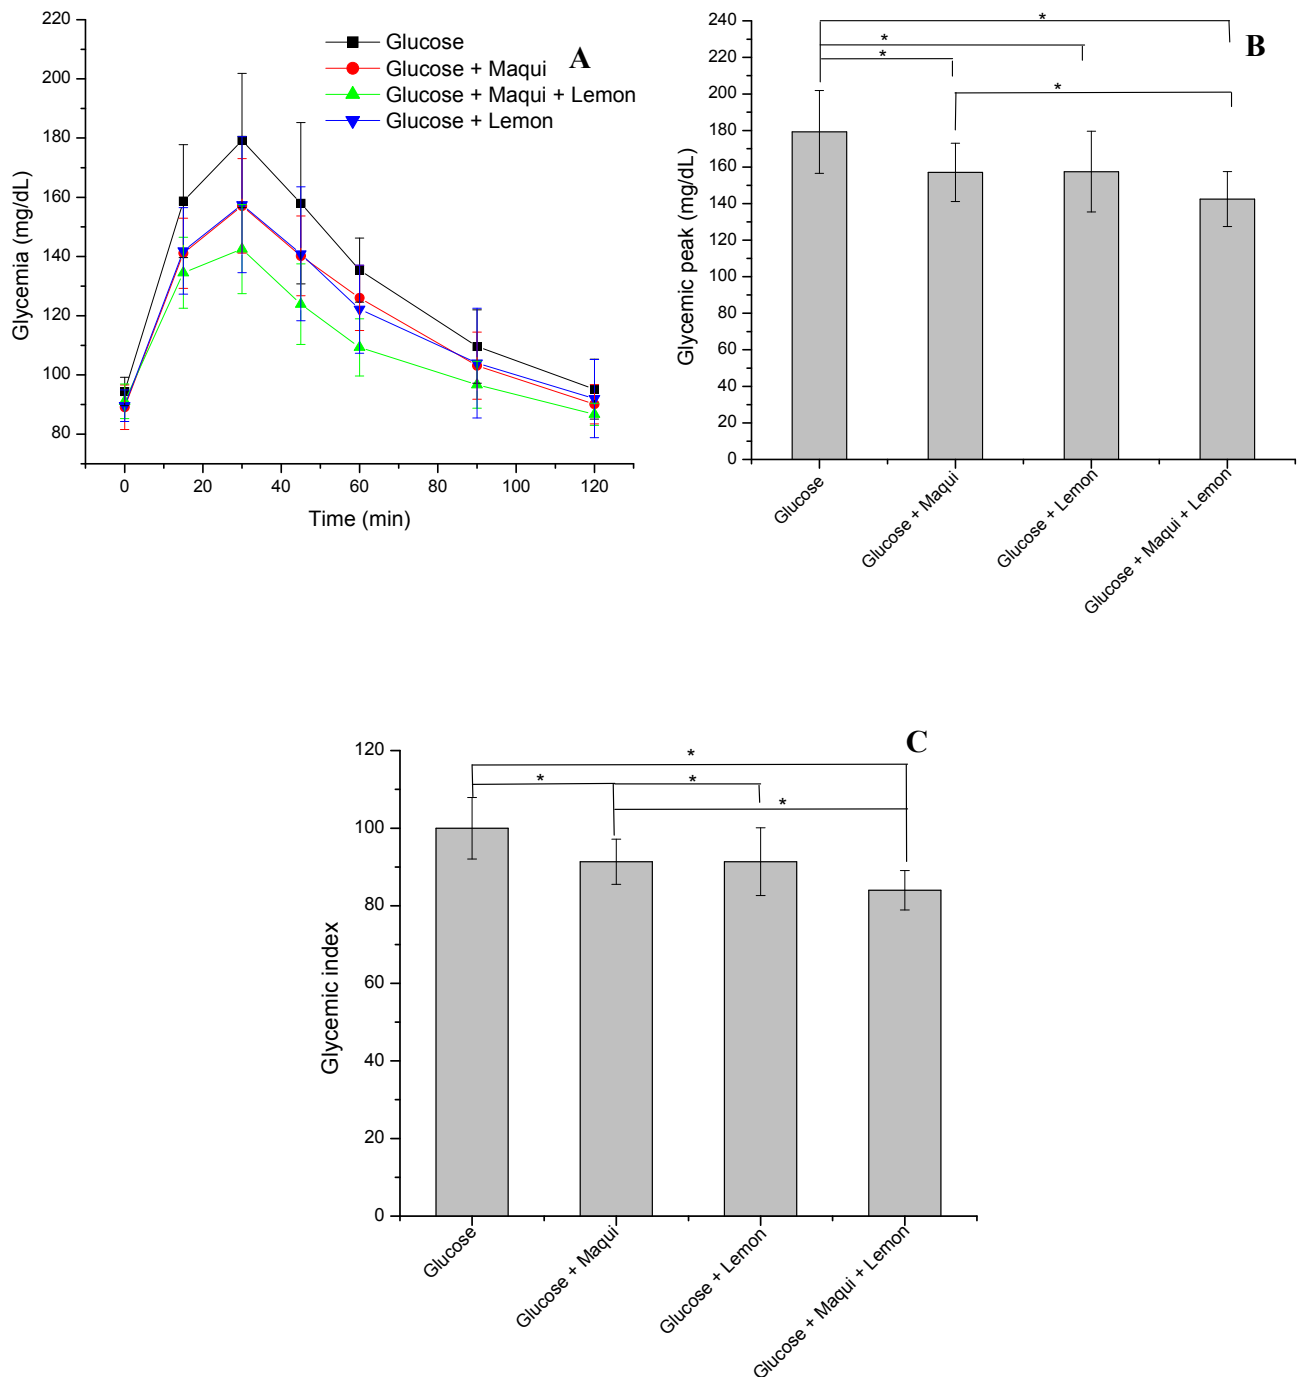 A
Glucose
Glucose + Maqui
Glucose + Maqui + Lemon
Glucose + Lemon
220
200
180
160
140
120
100
80
Glycemia (mg/dL)
0 20 40 60 80 100 120
Time (min)
B
* 
*
*
*
240
220
200
180
160
140
120
100
80
60
40
20
0
Glycemic peak (mg/dL)
Glucose
Glucose + Maqui
Glucose + Lemon
Glucose + Maqui + Lemon
C
*
* *
*
120
100
80
60
40
20
0
Glycemic index
Glucose
Glucose + Maqui
Glucose + Lemon
Glucose + Maqui + Lemon